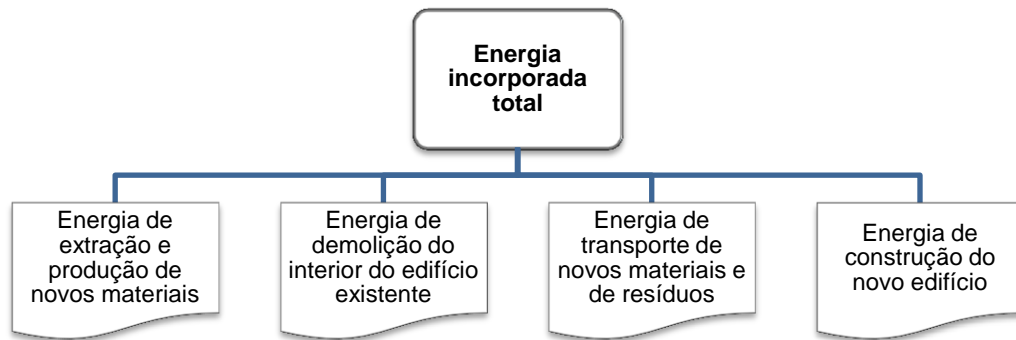 Energia
incorporada
total
Energia de
extração e
produção de
novos materiais
Energia de
demolição do
interior do edifício
existente
Energia de
transporte de
novos materiais e
de resíduos
Energia de
construção do
novo edifício